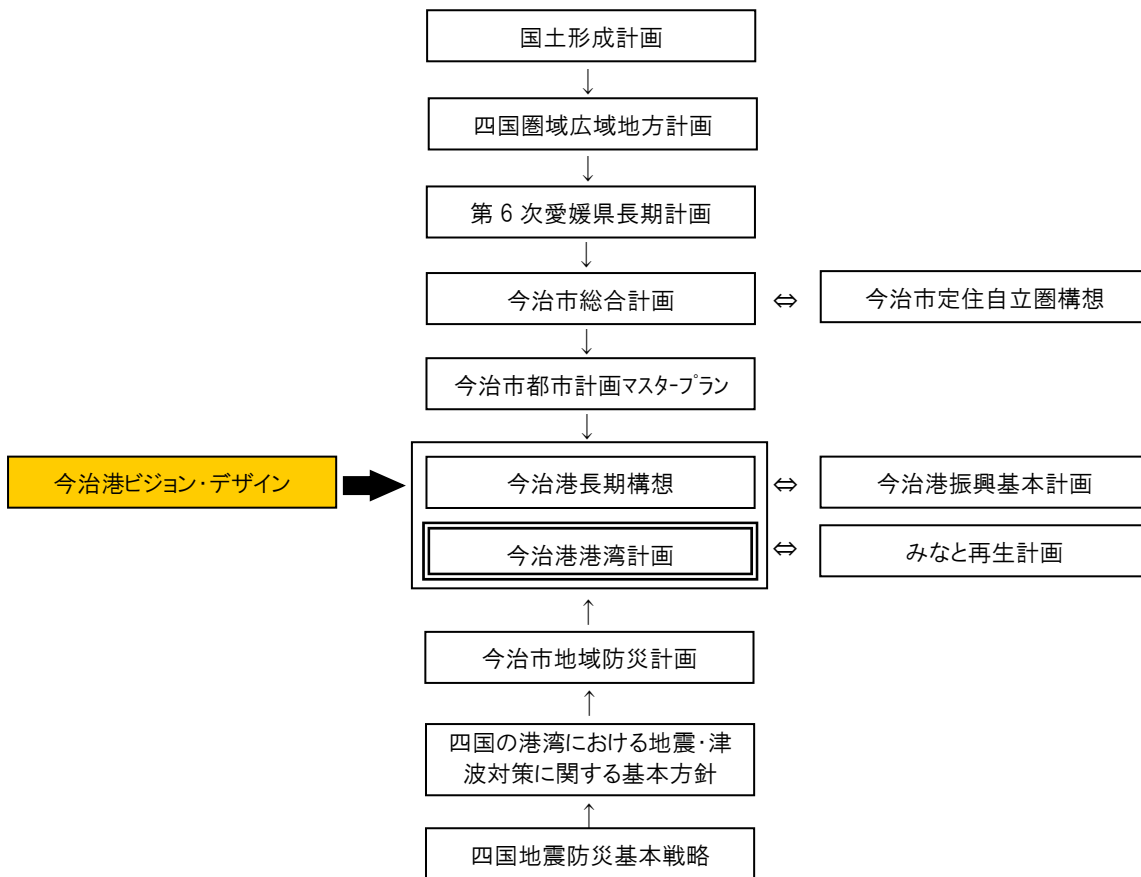 国土形成計画
↓
四国圏域広域地方計画
↓
第6次愛媛県長期計画
↓
今治市総合計画 ⇔ 今治市定住自立圏構想
↓
今治市都市計画マスタープラン
↓
今治港ビジョン・デザイン
今治港長期構想 ⇔ 今治港振興基本計画
今治港港湾計画 ⇔ みなと再生計画
↑
今治市地域防災計画
↑
四国の港湾における地震・津
波対策に関する基本方針
↑
四国地震防災基本戦略